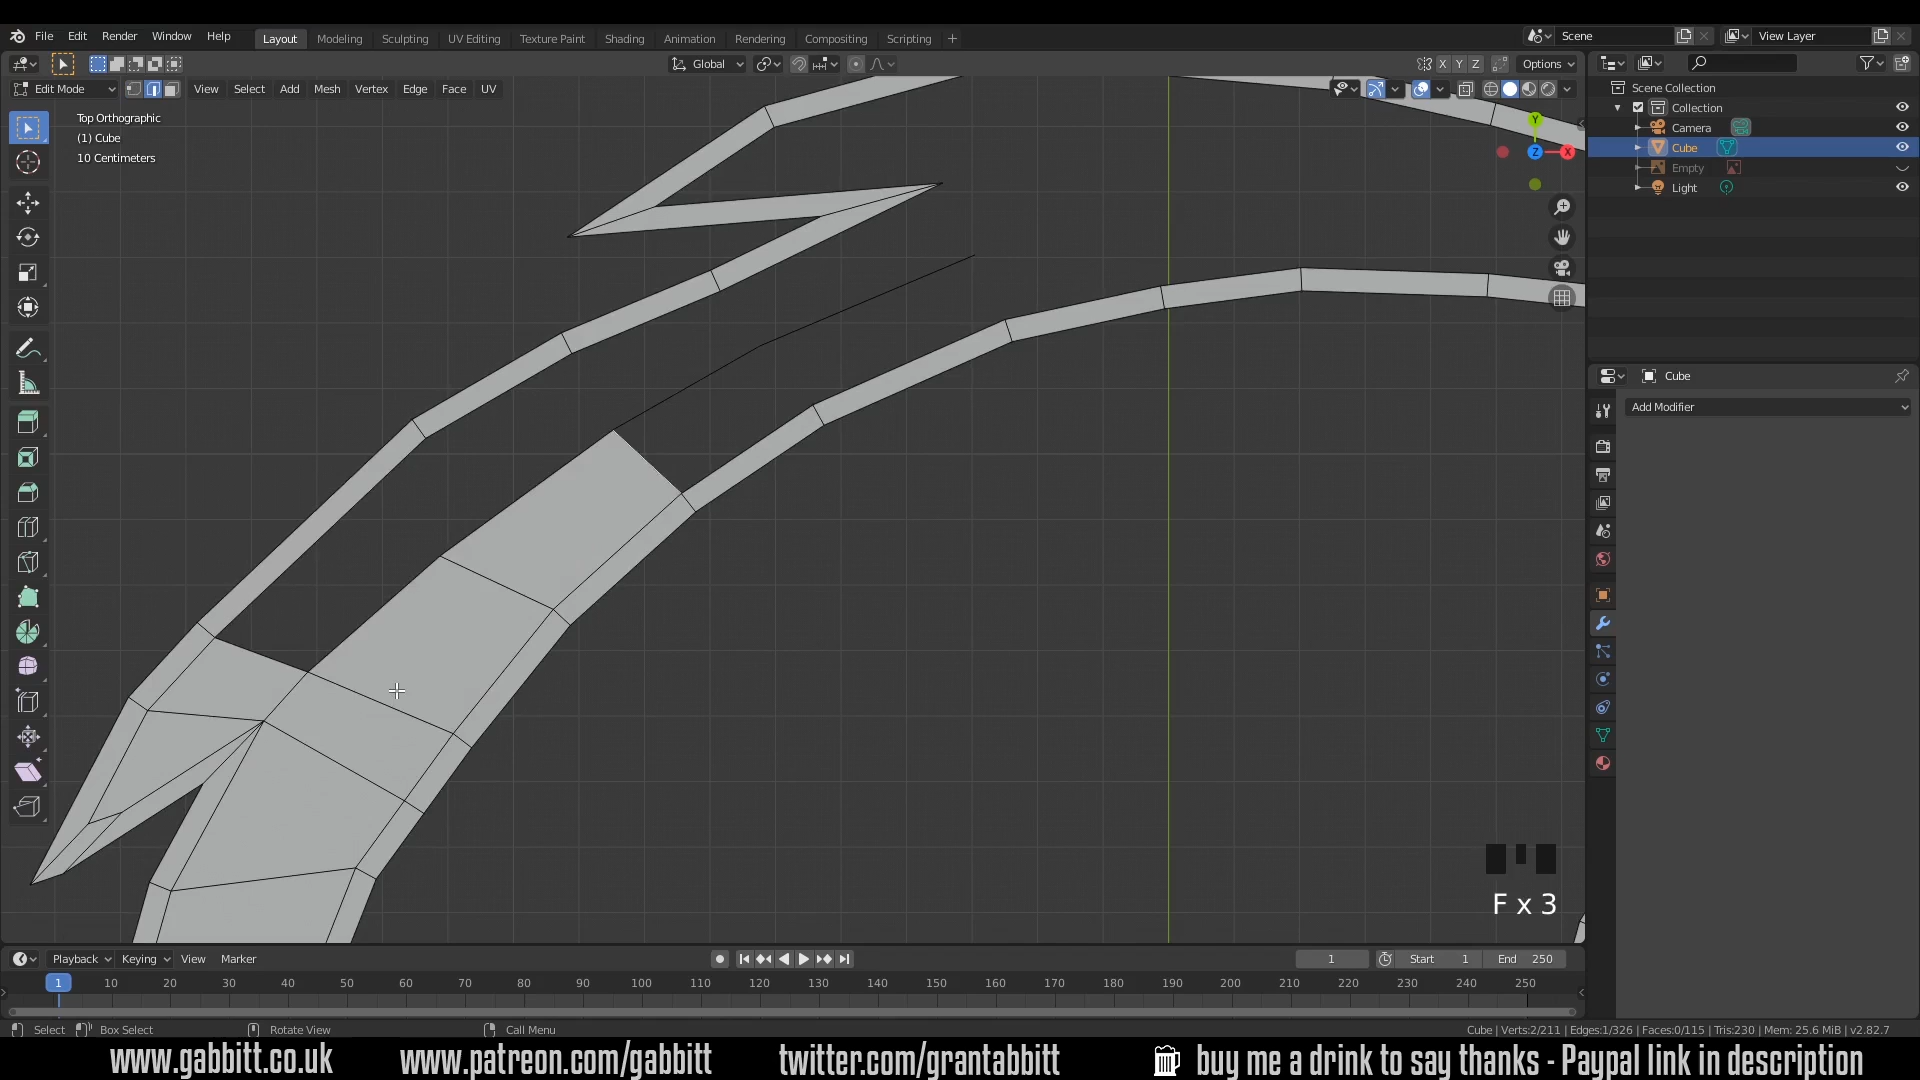 File Edit Render Window Help Layout Modeling Sculpting UV Editing Texture Paint Shading Animation Rendering Compositing Scripting + Scene View Layer
Global X Y Z Options
Edit Mode View Select Add Mesh Vertex Edge Face UV
Top Orthographic
(1) Cube
10 Centimeters
Y
Z X
Scene Collection
Collection
Camera
Cube
Empty
Light
Cube
Add Modifier
F x 3
Playback Keying View Marker 1 Start 1 End 250
1 10 20 30 40 50 60 70 80 90 100 110 120 130 140 150 160 170 180 190 200 210 220 230 240 250
Select Box Select Rotate View Call Menu Cube | Verts:2/211 | Edges:1/326 | Faces:0/115 | Tris:230 | Mem: 25.6 MiB | v2.82.7
www.gabbitt.co.uk www.patreon.com/gabbitt twitter.com/grantabbitt buy me a drink to say thanks - Paypal link in description